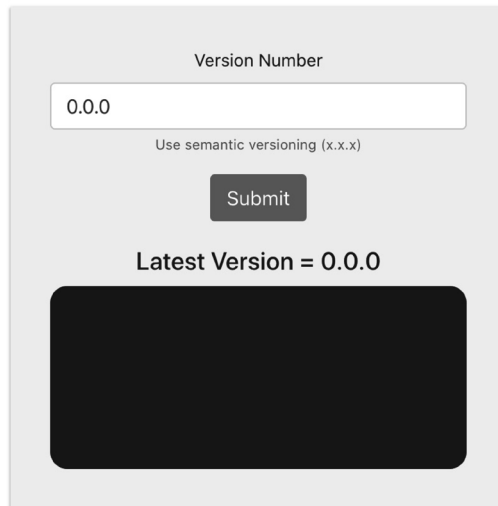 Version Number
0.0.0
Use semantic versioning (x.x.x)
Submit
Latest Version = 0.0.0